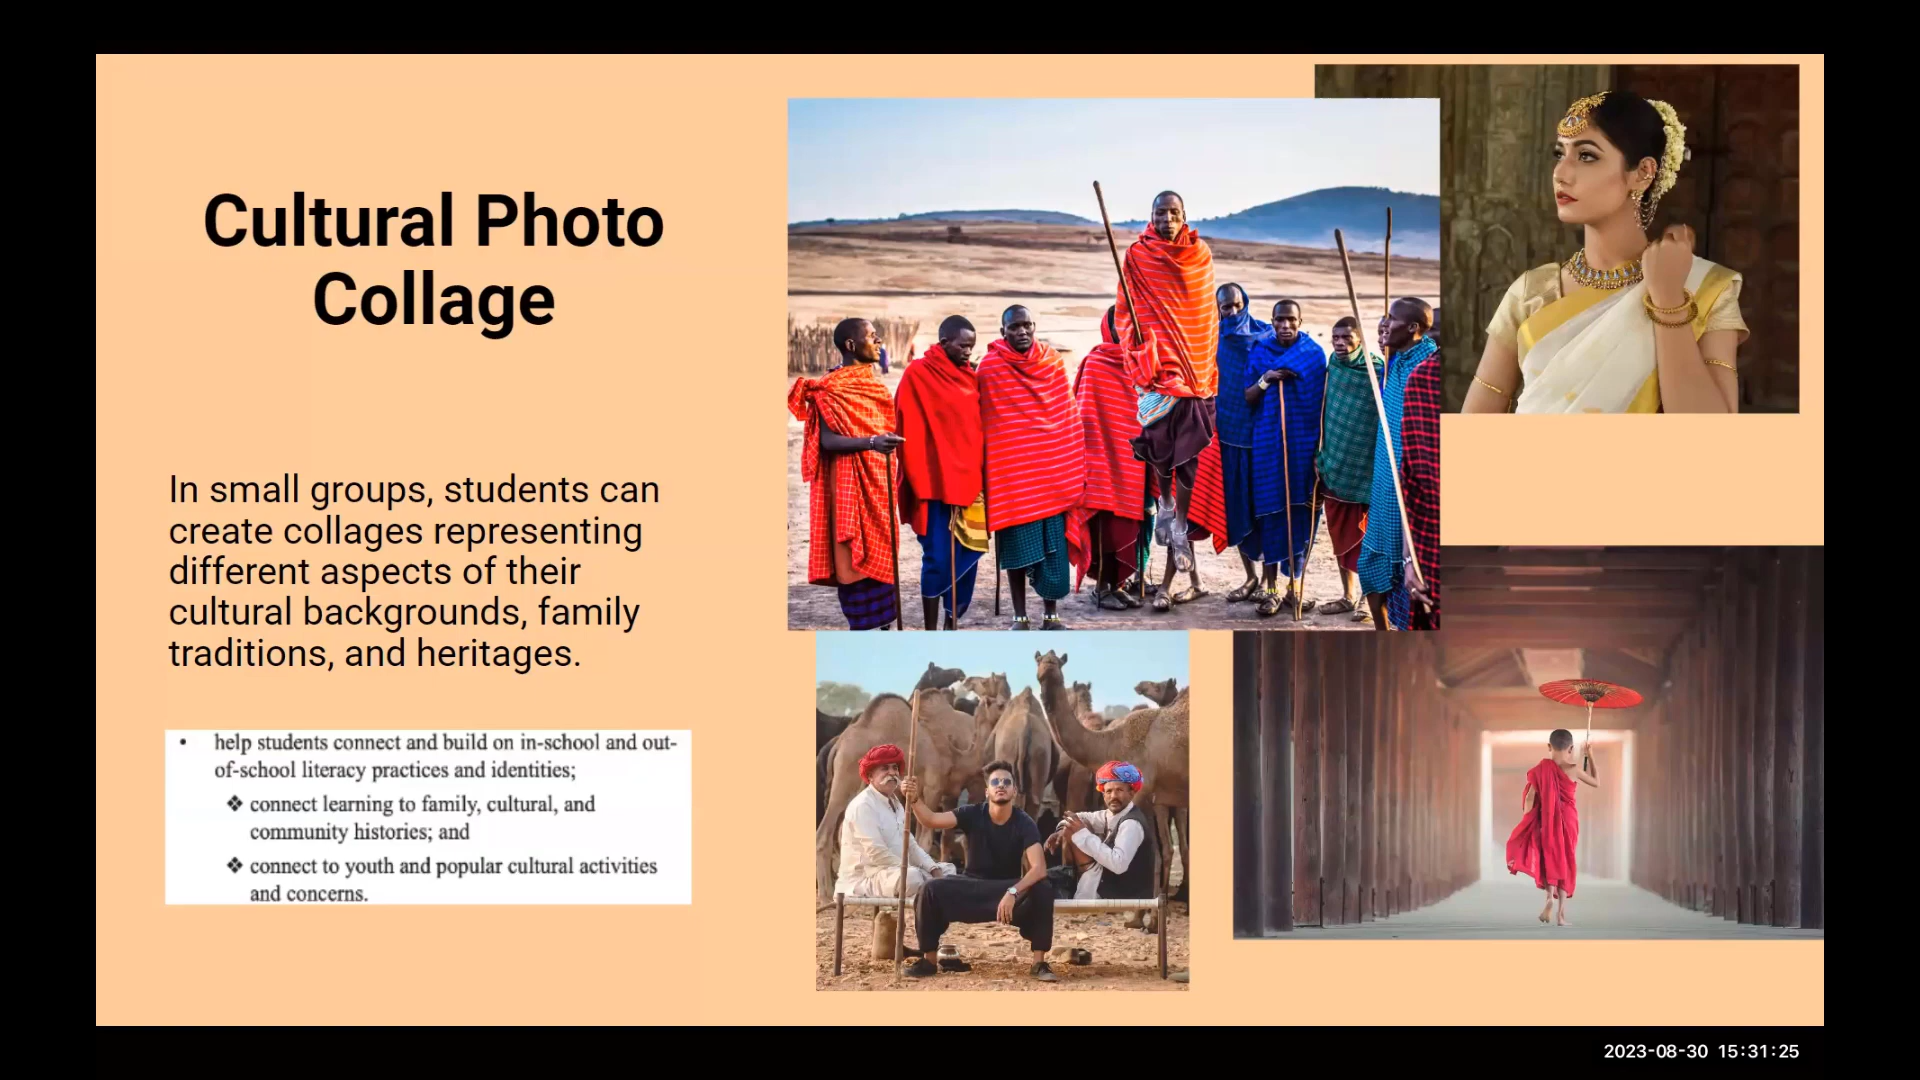 Cultural Photo
Collage
In small groups, students can
create collages representing
different aspects of their
cultural backgrounds, family
traditions, and heritages.
• help students connect and build on in-school and out-
of-school literacy practices and identities;
❖ connect learning to family, cultural, and
community histories; and
❖ connect to youth and popular cultural activities
and concerns.
2023-08-30 15:31:25